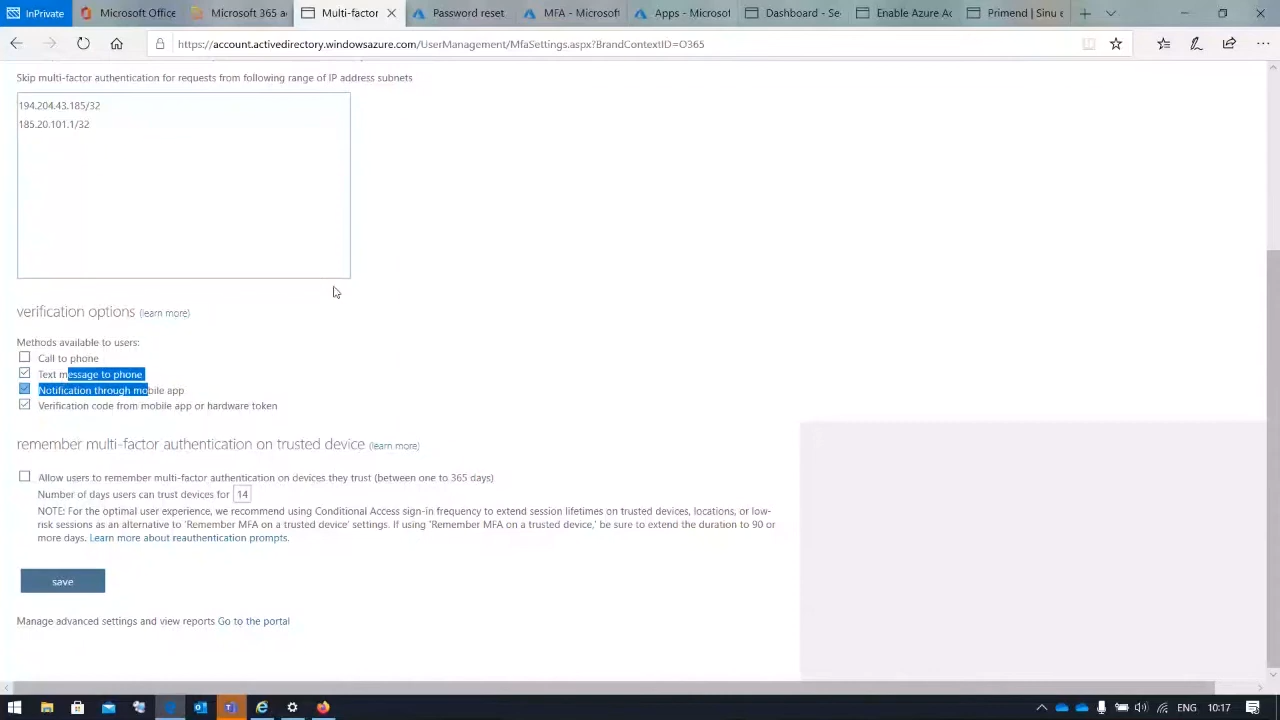 InPrivate
Microsoft Office
Microsoft 365 a
Multi-factor
Password reset
MFA - Microsoft
Apps - Microsof
Dashboard - Se
Enable Azure Ac
Primend | Sinu e
https://account.activedirectory.windowsazure.com/UserManagement/MfaSettings.aspx?BrandContextID=O365
Skip multi-factor authentication for requests from following range of IP address subnets
194.204.43.185/32
185.20.101.1/32
verification options (learn more)
Methods available to users:
Call to phone
Text message to phone
Notification through mobile app
Verification code from mobile app or hardware token
remember multi-factor authentication on trusted device (learn more)
Allow users to remember multi-factor authentication on devices they trust (between one to 365 days)
Number of days users can trust devices for 14
NOTE: For the optimal user experience, we recommend using Conditional Access sign-in frequency to extend session lifetimes on trusted devices, locations, or low-
risk sessions as an alternative to 'Remember MFA on a trusted device' settings. If using 'Remember MFA on a trusted device,' be sure to extend the duration to 90 or
more days. Learn more about reauthentication prompts.
save
Manage advanced settings and view reports Go to the portal
ENG 10:17